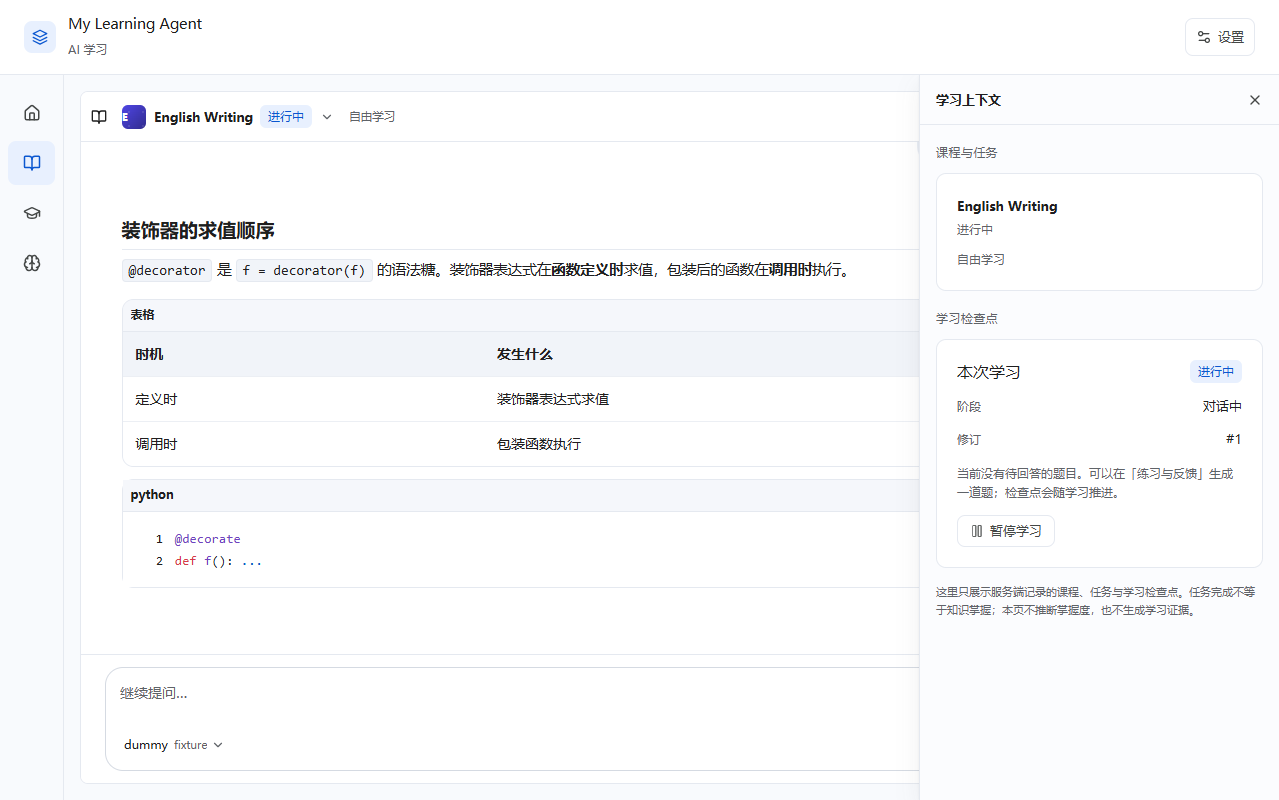 My Learning Agent
AI 学习
设置
E English Writing 进行中 自由学习
装饰器的求值顺序
@decorator 是 f = decorator(f) 的语法糖。装饰器表达式在函数定义时求值，包装后的函数在调用时执行。
表格
时机 发生什么
定义时 装饰器表达式求值
调用时 包装函数执行
python
1 @decorate
2 def f(): ...
继续提问...
dummy fixture
学习上下文
课程与任务
English Writing
进行中
自由学习
学习检查点
本次学习 进行中
阶段 对话中
修订 #1
当前没有待回答的题目。可以在「练习与反馈」生成
一道题；检查点会随学习推进。
暂停学习
这里只展示服务端记录的课程、任务与学习检查点。任务完成不等
于知识掌握；本页不推断掌握度，也不生成学习证据。